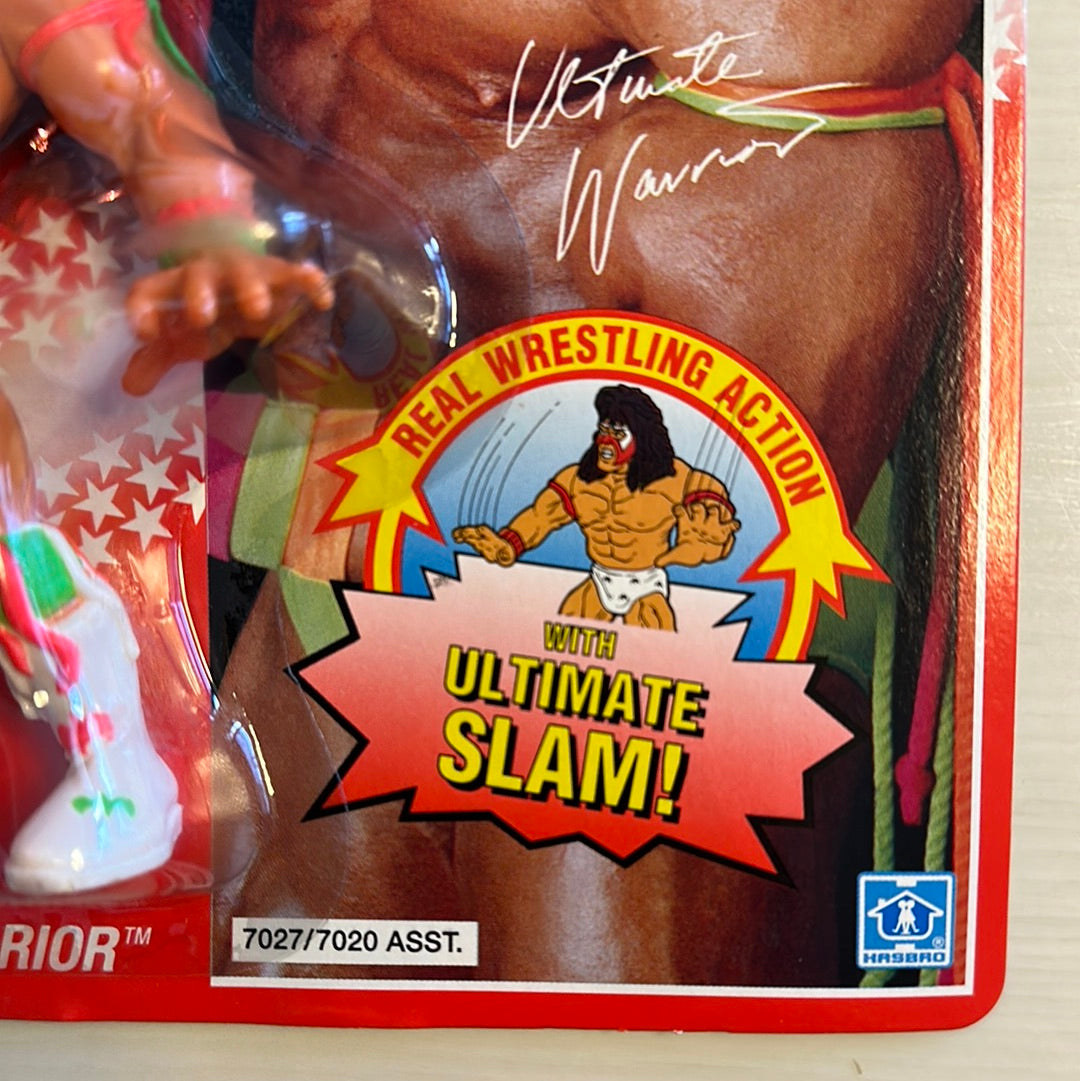 Ultimate
Warrior
REAL WRESTLING ACTION
WITH
ULTIMATE
SLAM!
7027/7020 ASST.
RIOR™
®
HASBRO